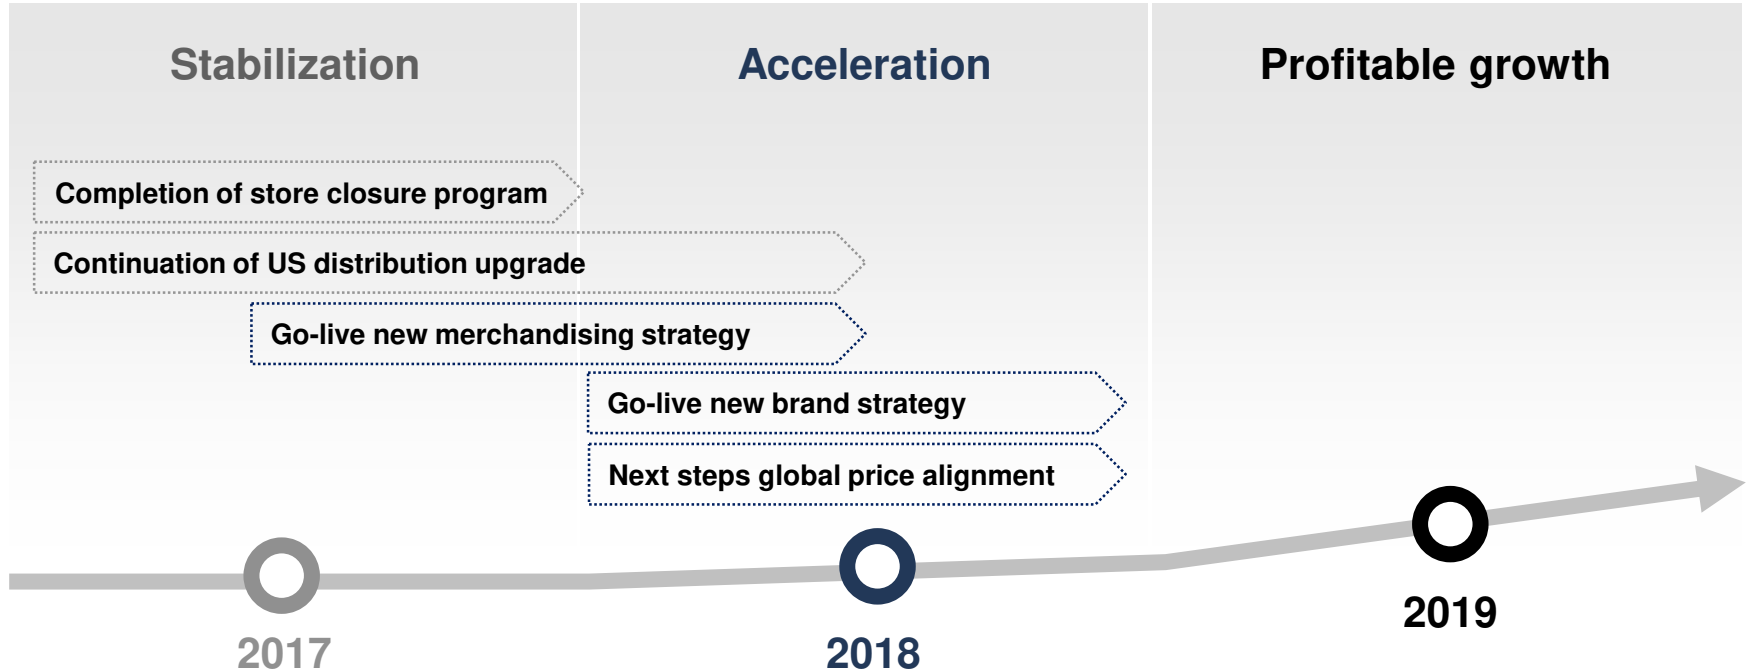 Stabilization
Acceleration
Profitable growth
Completion of store closure program
Continuation of US distribution upgrade
Go-live new merchandising strategy
Go-live new brand strategy
Next steps global price alignment
2017
2018
2019